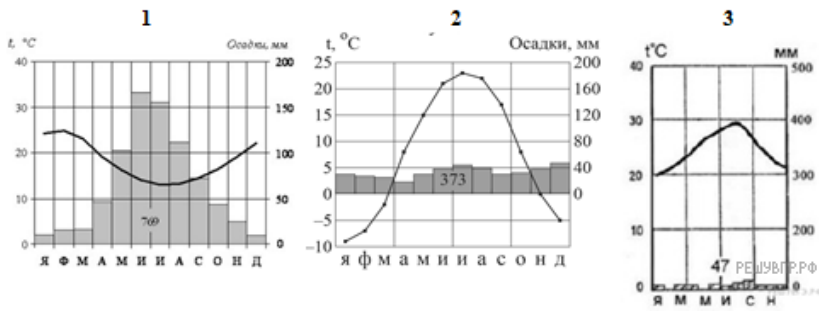 1 2 3
t, °C Осадки, мм
40 200
30 150
20 100
10 50
0 0
769
Я Ф М А М И И А С О Н Д
t, °C Осадки, мм
25 200
20 160
15 120
10 80
5 40
0 0
−5
−10
373
я ф м а м и и а с о н д
t°C мм
40 500
30 400
20 300
10 200
0 0
47
Я М М И С Н
РЕШУВПР.РФ